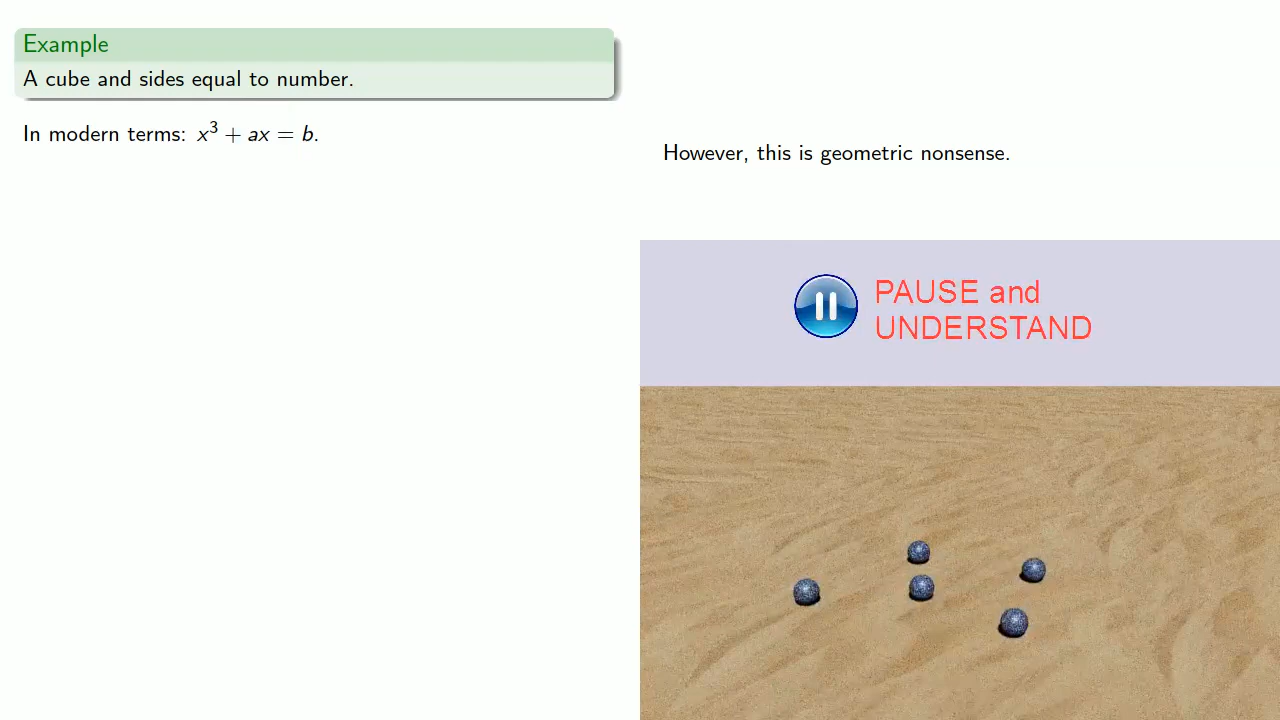 Example
A cube and sides equal to number.
In modern terms: x³ + ax = b.
However, this is geometric nonsense.
PAUSE and
UNDERSTAND